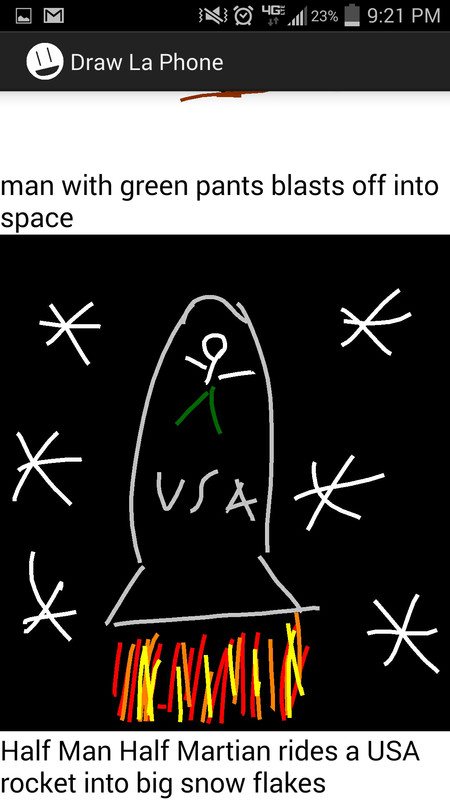 4G
23%
9:21 PM
Draw La Phone
man with green pants blasts off into
space
USA
Half Man Half Martian rides a USA
rocket into big snow flakes